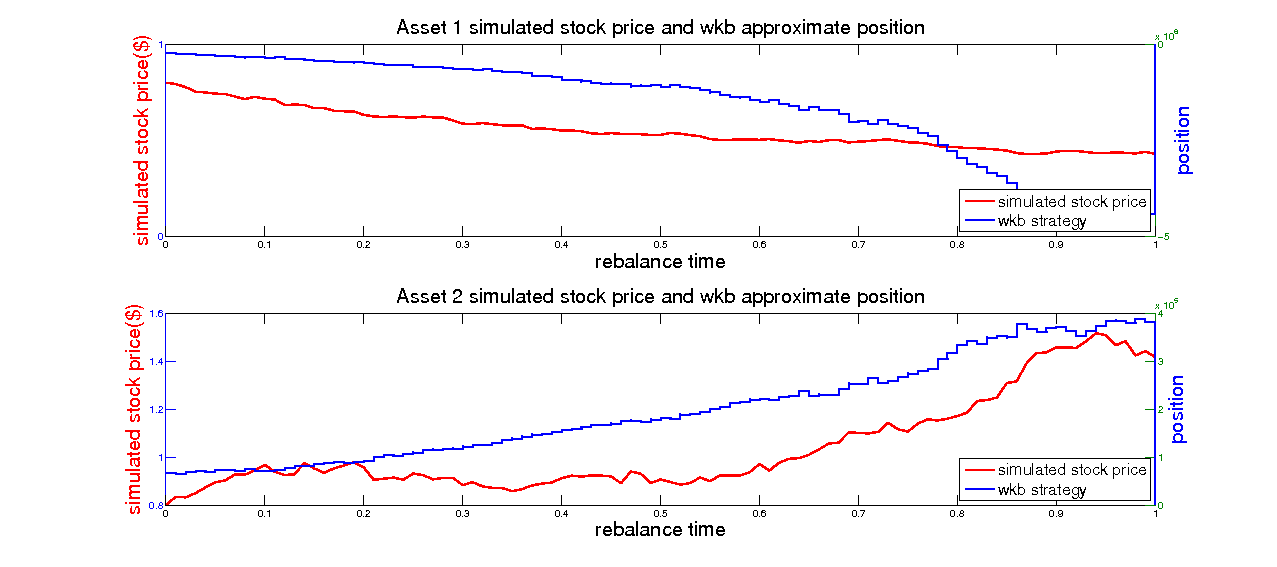 Asset 1 simulated stock price and wkb approximate position
x 10^6
1
0
0
-5
simulated stock price($)
position
simulated stock price
wkb strategy
0 0.1 0.2 0.3 0.4 0.5 0.6 0.7 0.8 0.9 1
rebalance time
Asset 2 simulated stock price and wkb approximate position
x 10^5
1.6
1.4
1.2
1
0.8
4
3
2
1
0
simulated stock price($)
position
simulated stock price
wkb strategy
0 0.1 0.2 0.3 0.4 0.5 0.6 0.7 0.8 0.9 1
rebalance time